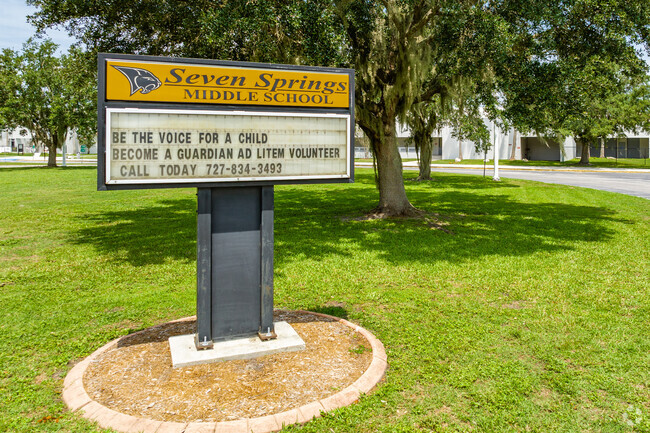 Seven Springs
MIDDLE SCHOOL
BE THE VOICE FOR A CHILD
BECOME A GUARDIAN AD LITEM VOLUNTEER
CALL TODAY 727-834-3493